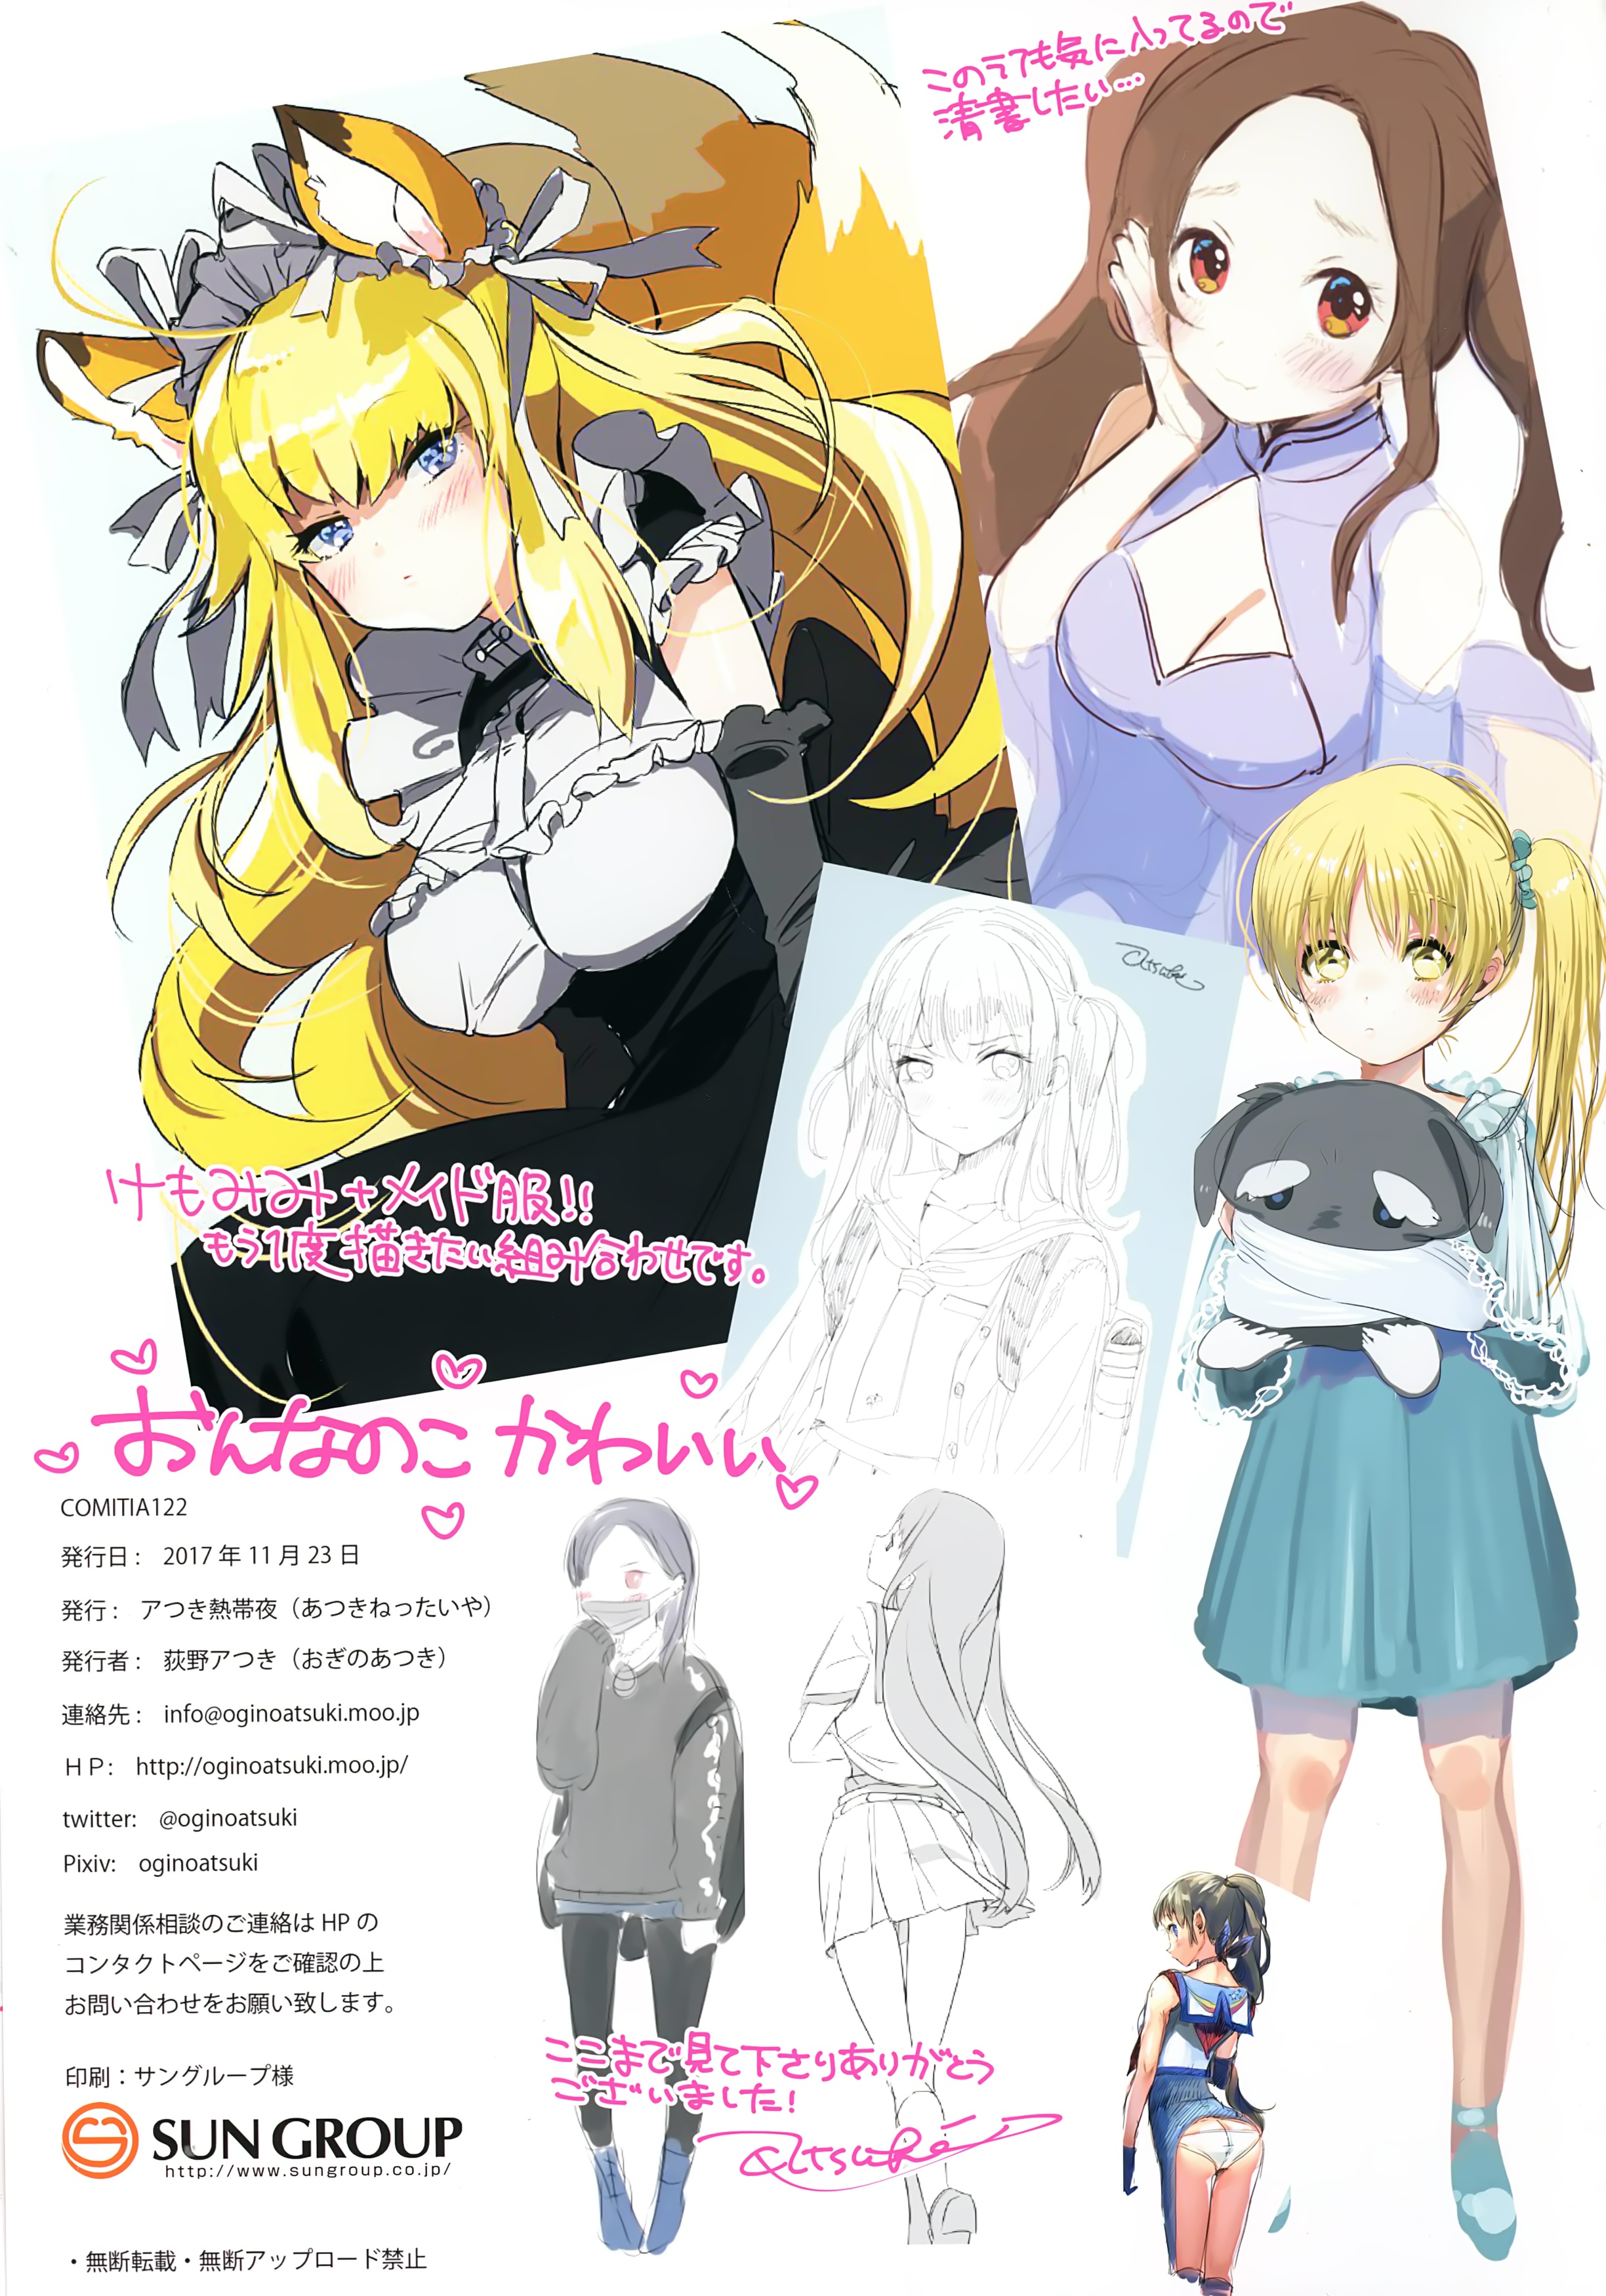 このラフも気に入ってるので
清書したい…
Atsuki
けもみみ+メイド服!!
もう1度描きたい組み合わせです。
おんなのこ かわいい
COMITIA122
発行日： 2017 年 11 月 23 日
発行： アつき熱帯夜（あつきねったいや）
発行者： 荻野アつき（おぎのあつき）
連絡先： info@oginoatsuki.moo.jp
ＨＰ： http://oginoatsuki.moo.jp/
twitter: @oginoatsuki
Pixiv: oginoatsuki
業務関係相談のご連絡は HP の
コンタクトページをご確認の上
お問い合わせをお願い致します。
ここまで見て下さりありがとう
ございました!
Atsuki
印刷：サングループ様
SUN GROUP
http://www.sungroup.co.jp/
・無断転載・無断アップロード禁止